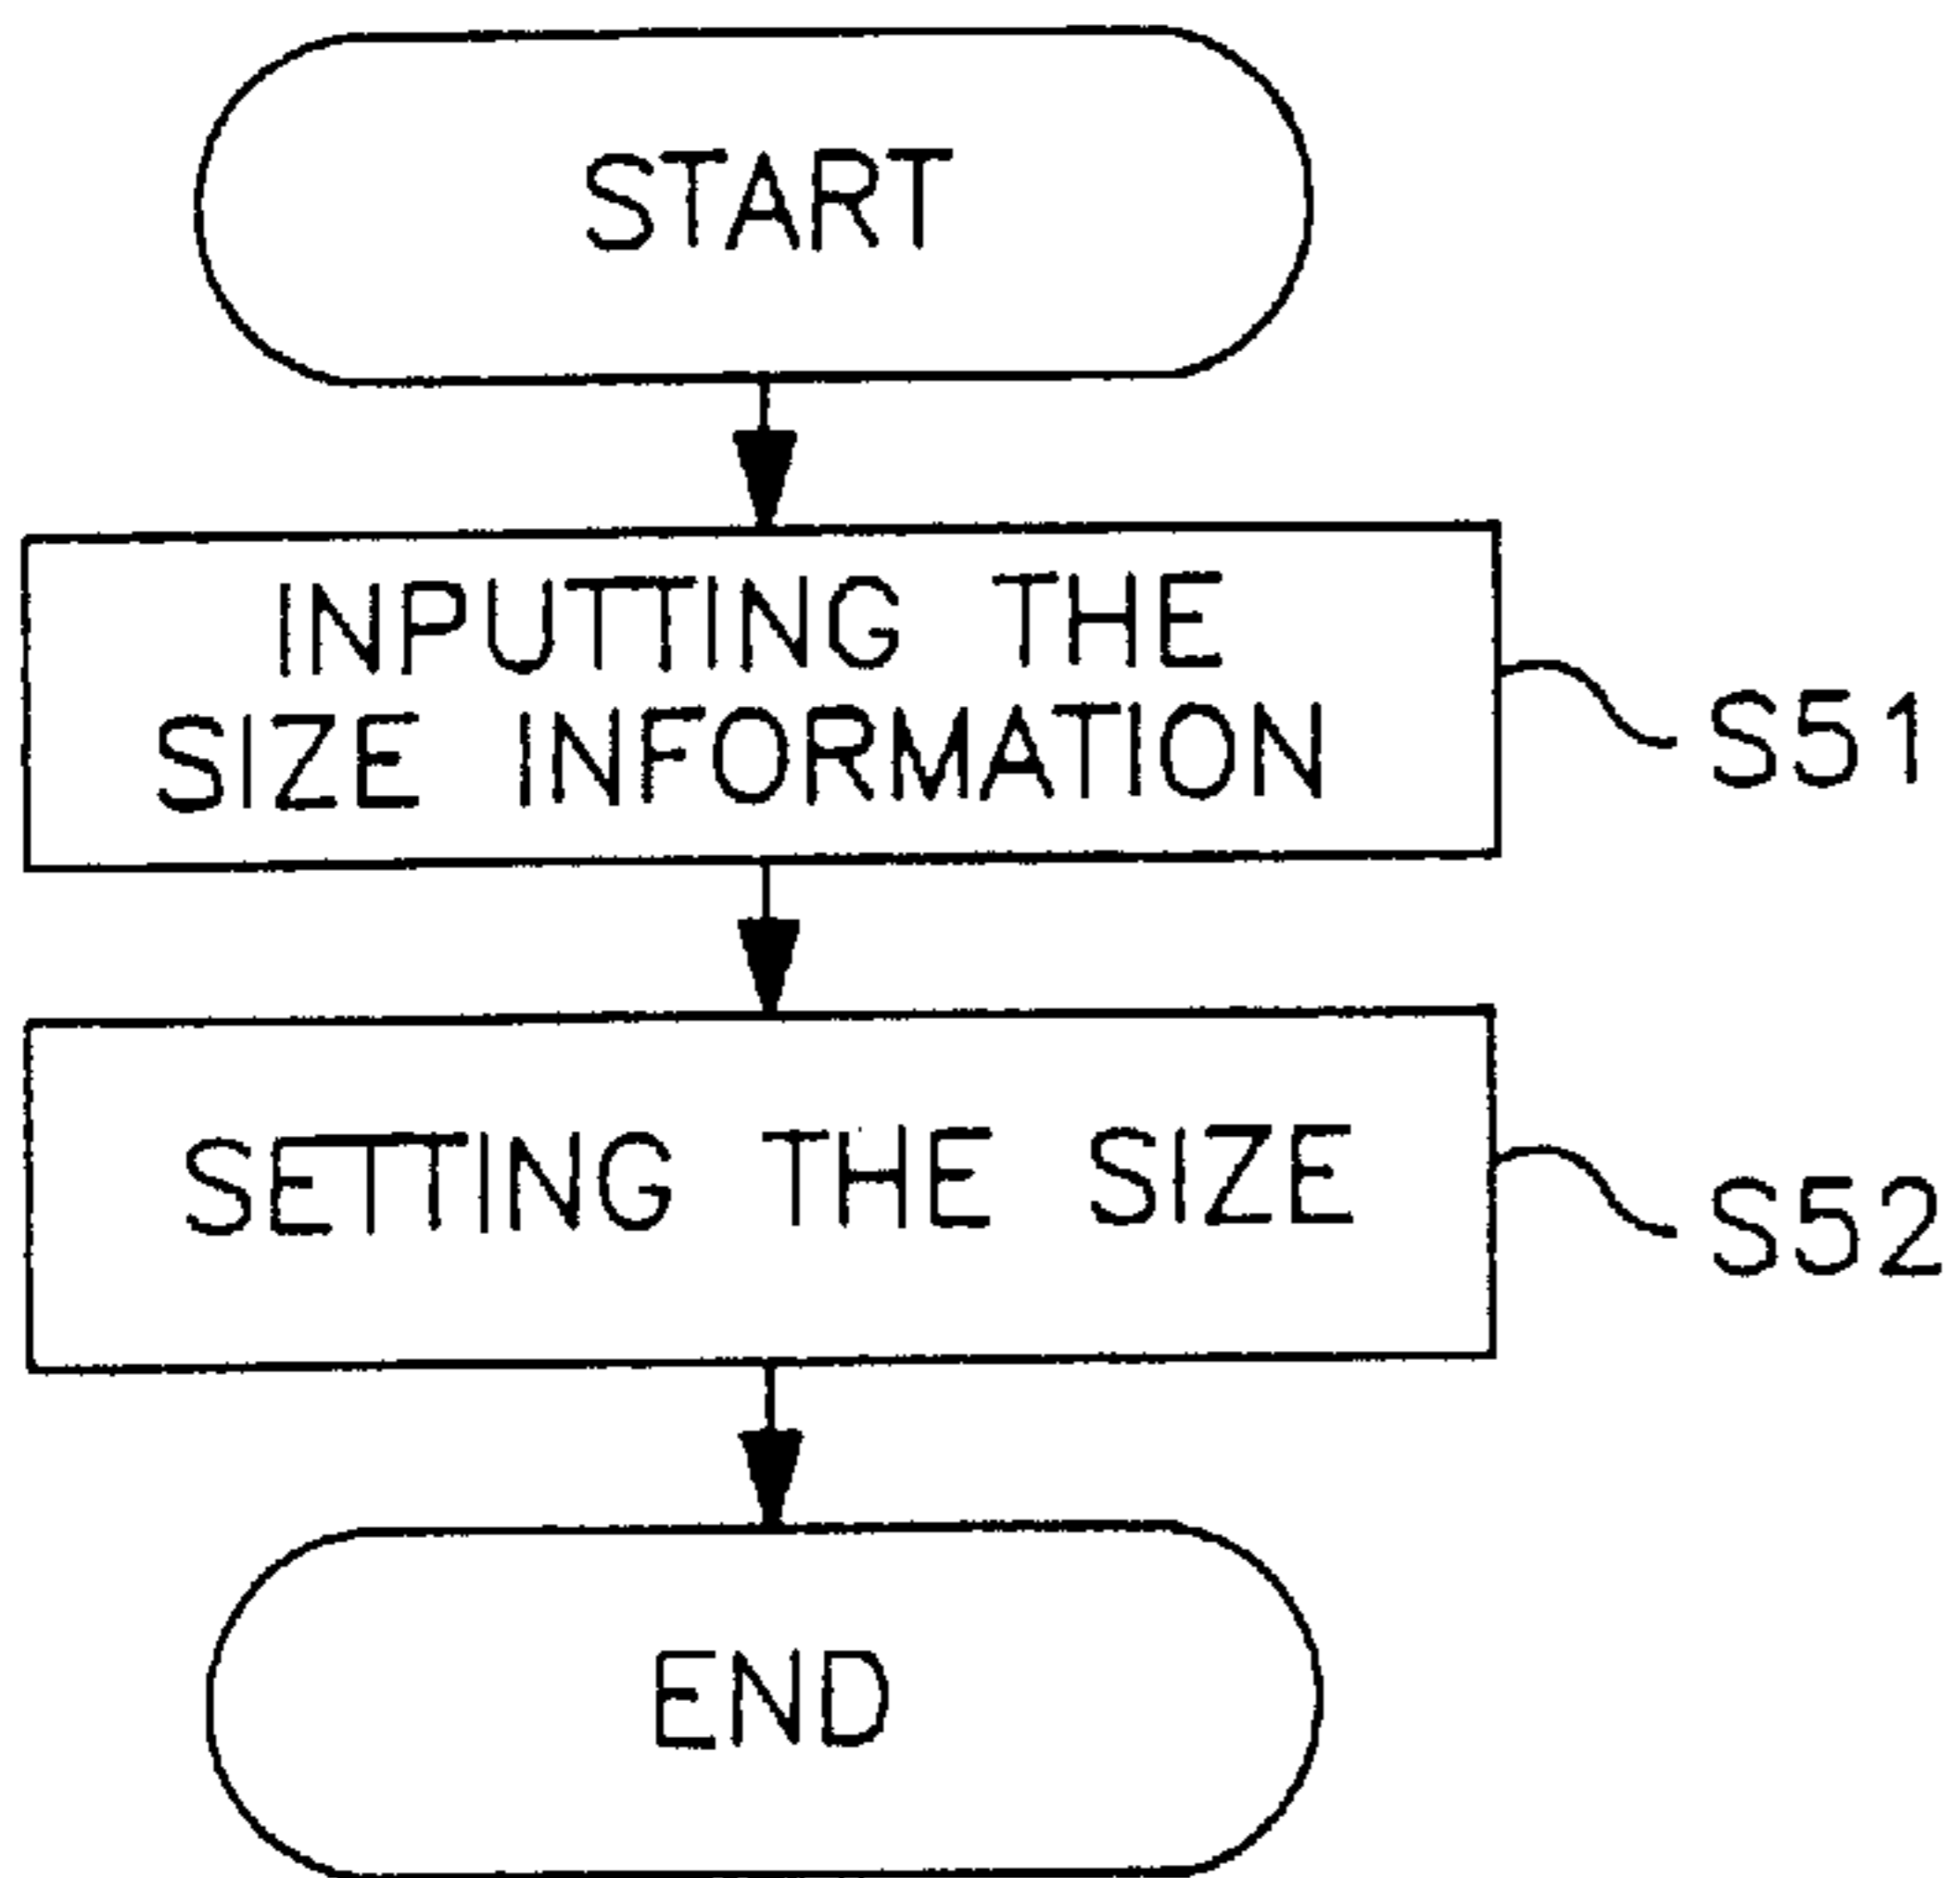 START
INPUTTING THE
SIZE INFORMATION
S51
SETTING THE SIZE
S52
END